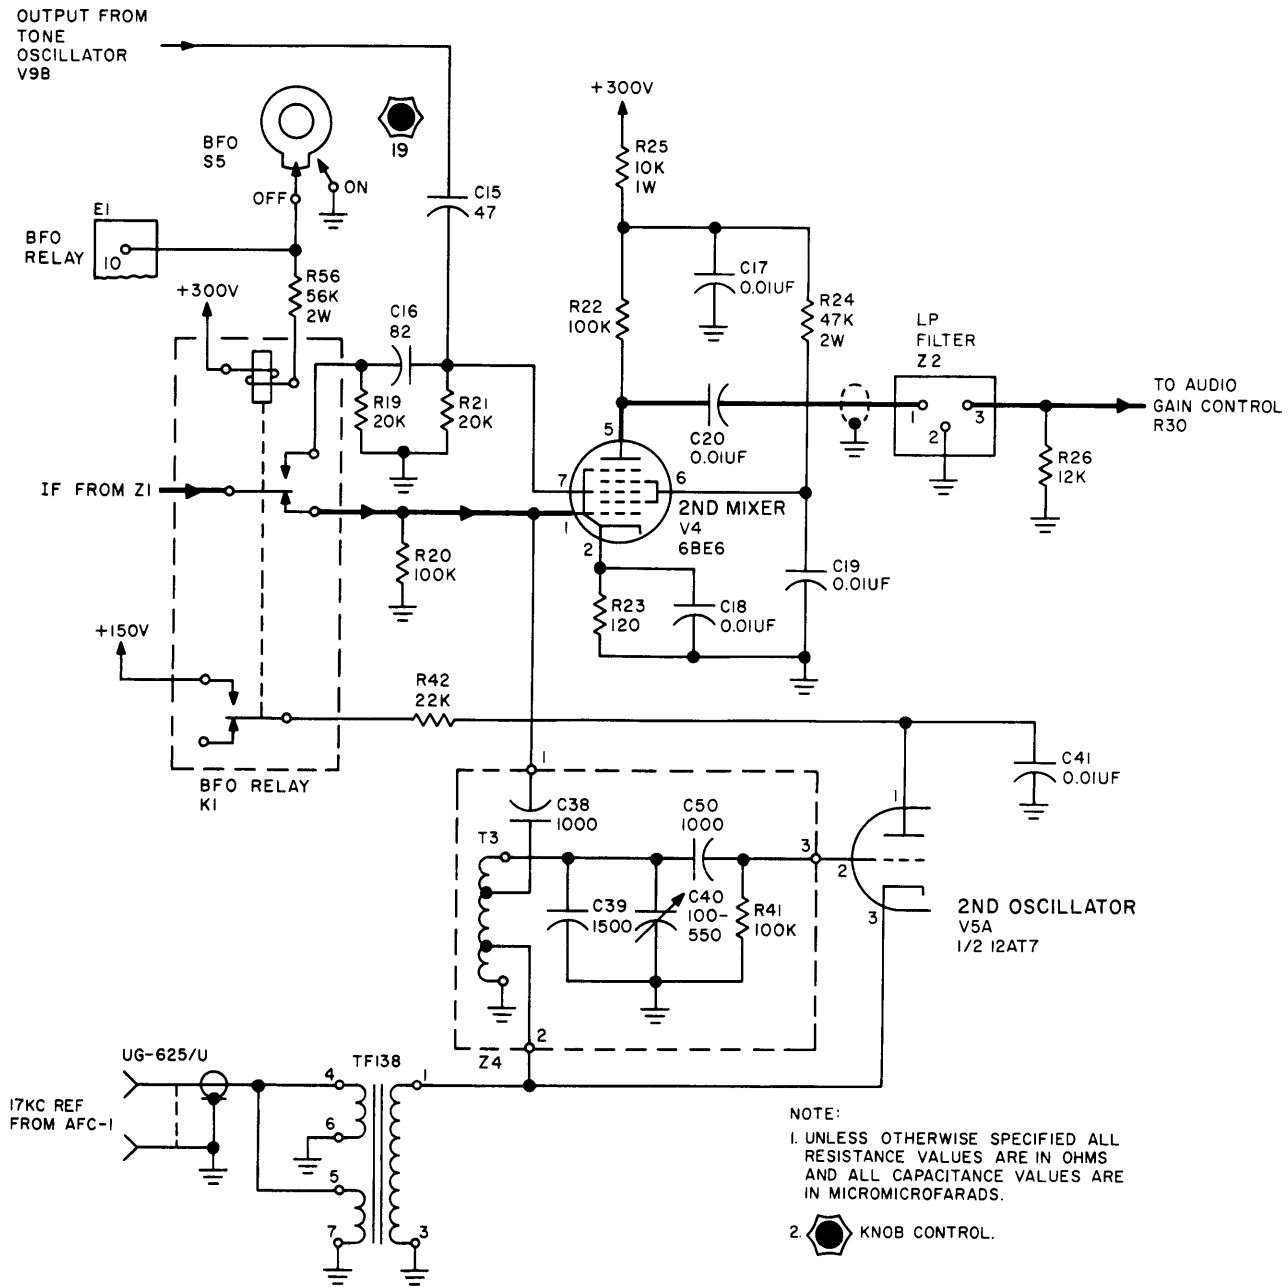 OUTPUT FROM
TONE
OSCILLATOR
V9B
BFO
S5
19
OFF
ON
E1
10
BFO
RELAY
R56
56K
2W
+300V
C16
82
C15
47
R19
20K
R21
20K
+300V
R25
10K
1W
C17
0.01UF
R22
100K
R24
47K
2W
LP
FILTER
Z2
1
2
3
TO AUDIO
GAIN CONTROL
R30
C20
0.01UF
R26
12K
IF FROM Z1
5
7
6
1
2
2ND MIXER
V4
6BE6
R20
100K
R23
120
C18
0.01UF
C19
0.01UF
+150V
R42
22K
BFO RELAY
K1
1
C38
1000
C50
1000
T3
3
C39
1500
C40
100-
550
R41
100K
2
Z4
C41
0.01UF
1
2
3
2ND OSCILLATOR
V5A
1/2 12AT7
UG-625/U
TF138
17KC REF
FROM AFC-1
4
6
5
7
1
3
NOTE:
1. UNLESS OTHERWISE SPECIFIED ALL
RESISTANCE VALUES ARE IN OHMS
AND ALL CAPACITANCE VALUES ARE
IN MICROMICROFARADS.
2. KNOB CONTROL.